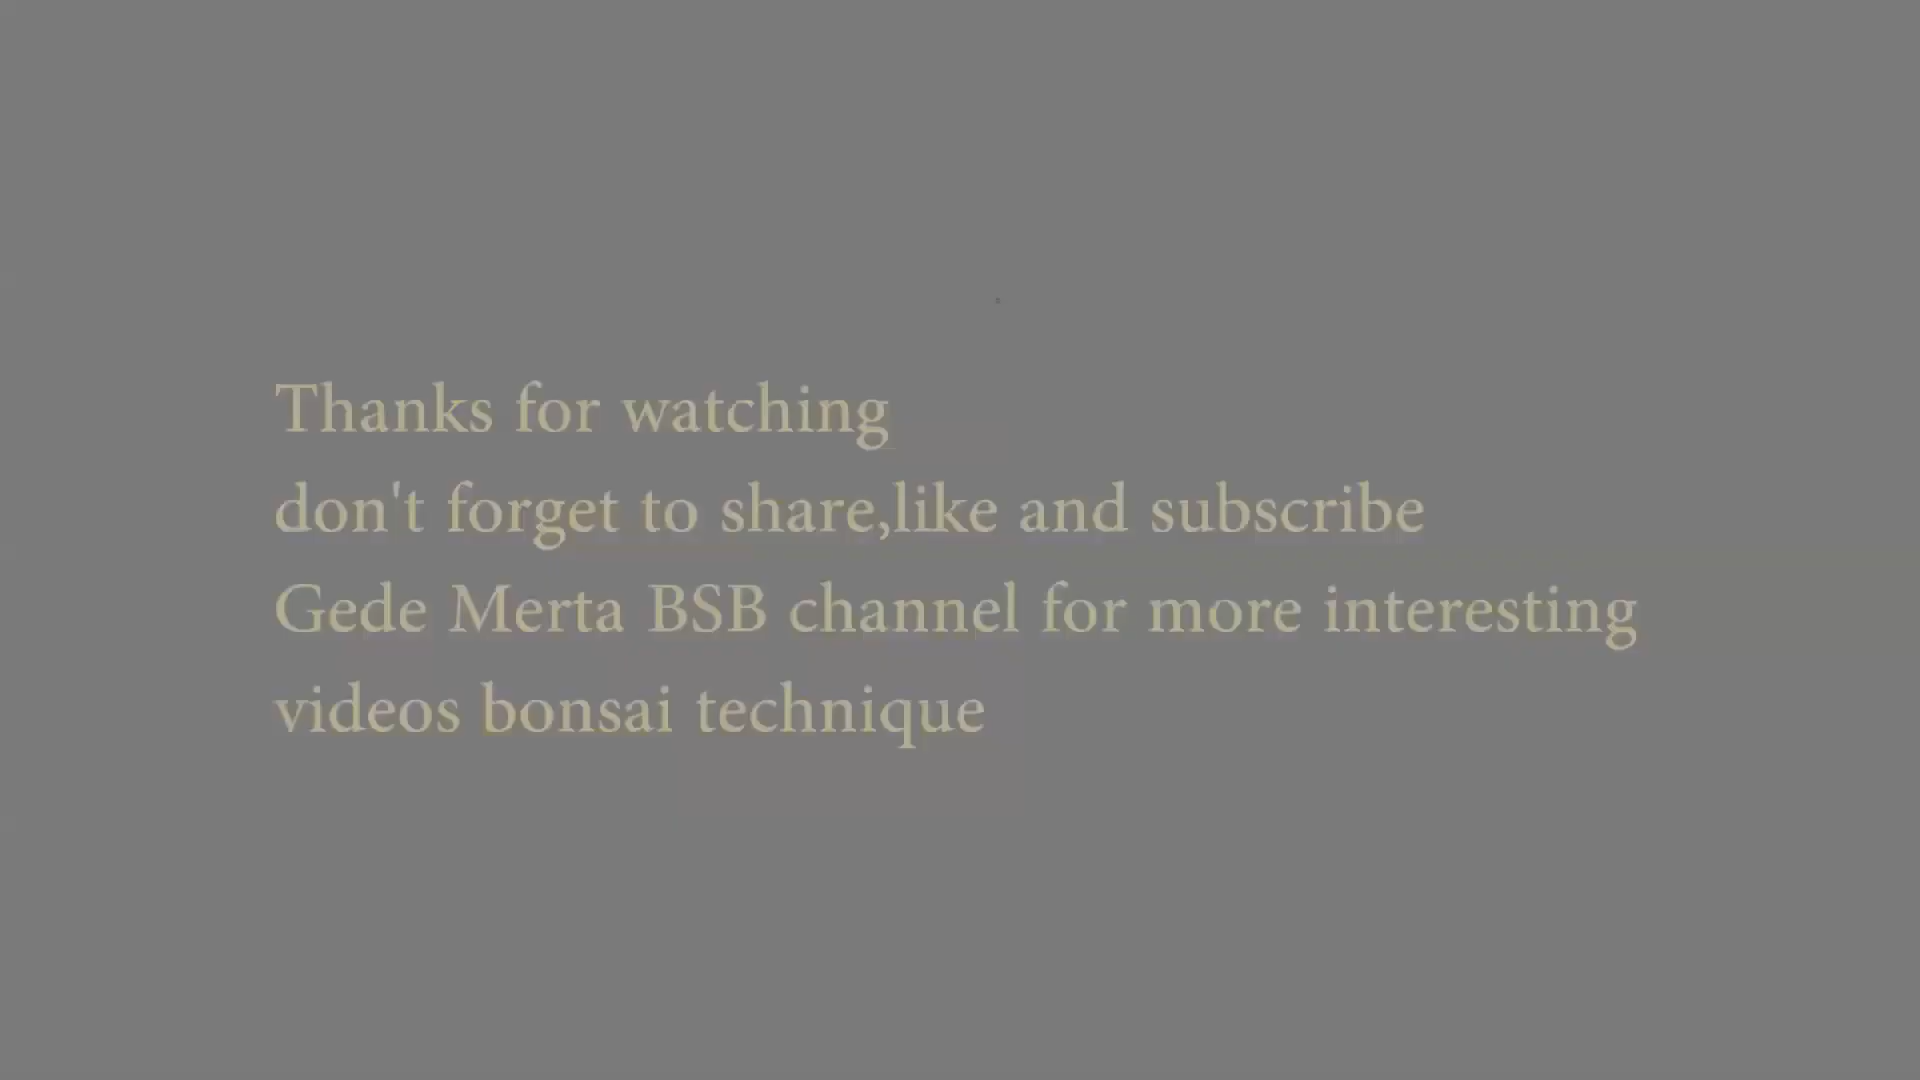 Thanks for watching
don't forget to share,like and subscribe
Gede Merta BSB channel for more interesting
videos bonsai technique